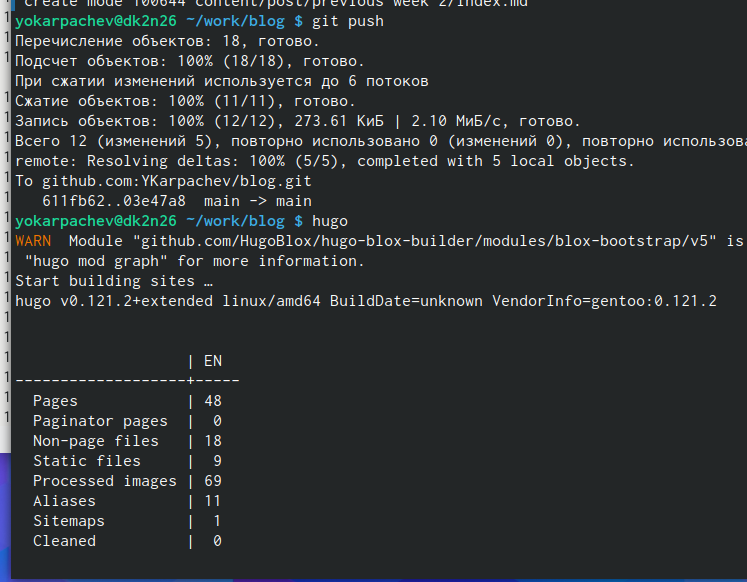 create mode 100644 content/post/previous week 2/index.md
yokarpachev@dk2n26 ~/work/blog $ git push
Перечисление объектов: 18, готово.
Подсчет объектов: 100% (18/18), готово.
При сжатии изменений используется до 6 потоков
Сжатие объектов: 100% (11/11), готово.
Запись объектов: 100% (12/12), 273.61 КиБ | 2.10 МиБ/с, готово.
Всего 12 (изменений 5), повторно использовано 0 (изменений 0), повторно использова
remote: Resolving deltas: 100% (5/5), completed with 5 local objects.
To github.com:YKarpachev/blog.git
   611fb62..03e47a8  main -> main
yokarpachev@dk2n26 ~/work/blog $ hugo
WARN  Module "github.com/HugoBlox/hugo-blox-builder/modules/blox-bootstrap/v5" is
 "hugo mod graph" for more information.
Start building sites …
hugo v0.121.2+extended linux/amd64 BuildDate=unknown VendorInfo=gentoo:0.121.2
                   | EN
-------------------+-----
  Pages            | 48
  Paginator pages  |  0
  Non-page files   | 18
  Static files     |  9
  Processed images | 69
  Aliases          | 11
  Sitemaps         |  1
  Cleaned          |  0